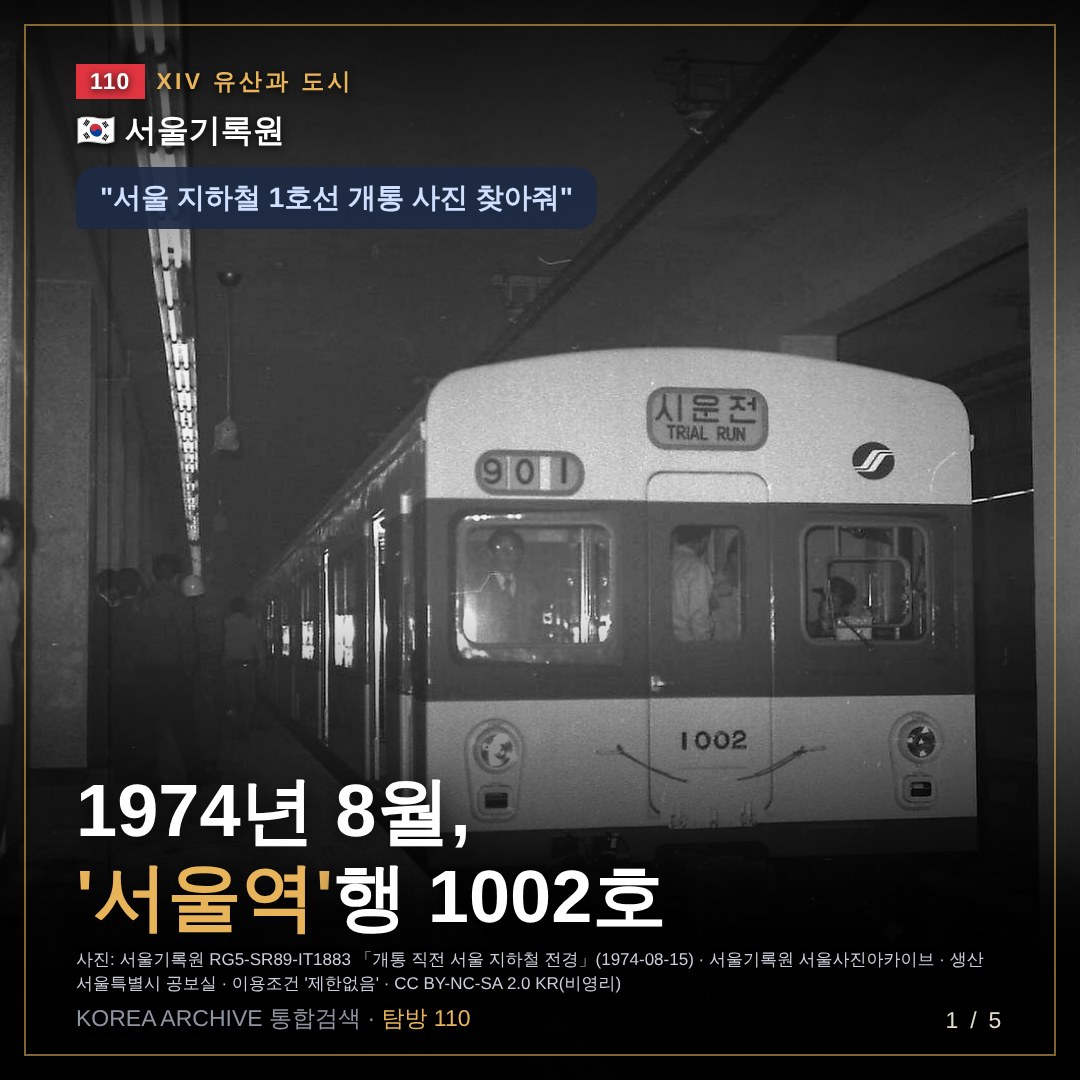 110 XIV 유산과 도시
🇰🇷 서울기록원
"서울 지하철 1호선 개통 사진 찾아줘"
시운전
TRIAL RUN
901
1002
1974년 8월,
'서울역'행 1002호
사진: 서울기록원 RG5-SR89-IT1883 「개통 직전 서울 지하철 전경」(1974-08-15) · 서울기록원 서울사진아카이브 · 생산
서울특별시 공보실 · 이용조건 '제한없음' · CC BY-NC-SA 2.0 KR(비영리)
KOREA ARCHIVE 통합검색 · 탐방 110
1 / 5